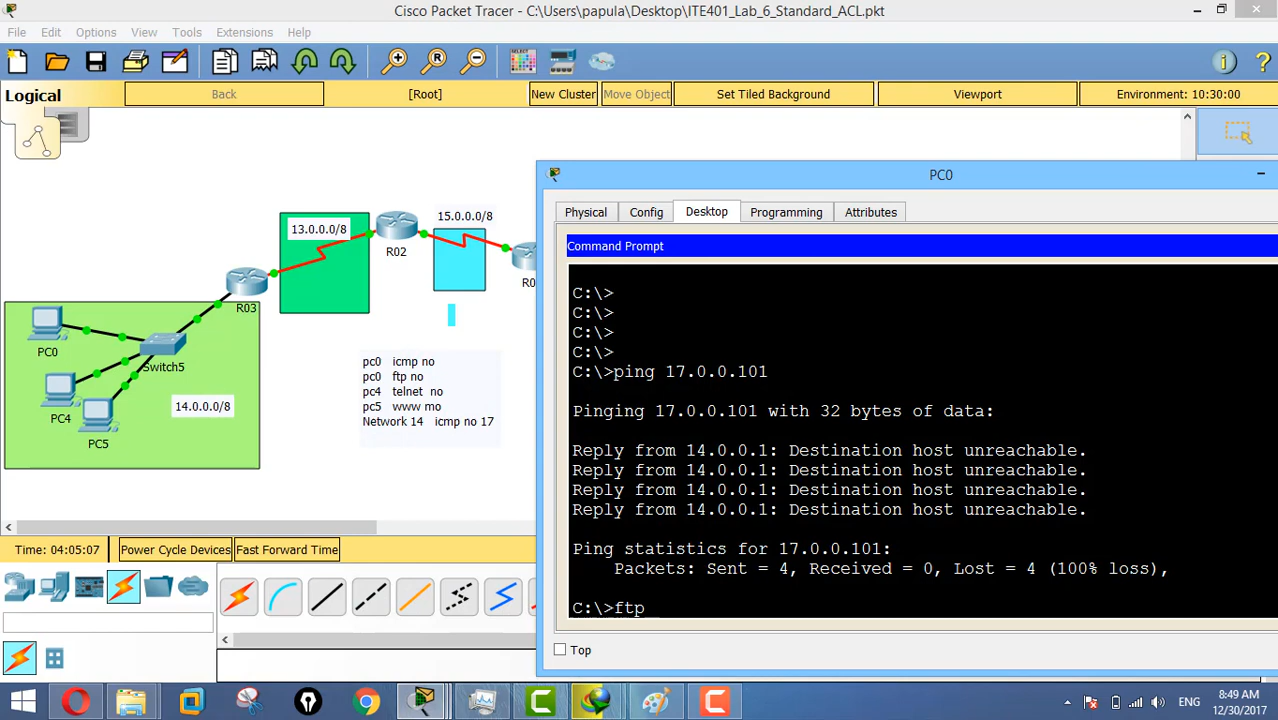 Cisco Packet Tracer - C:\Users\papula\Desktop\ITE401_Lab_6_Standard_ACL.pkt
File Edit Options View Tools Extensions Help
Logical Back [Root] New Cluster Move Object Set Tiled Background Viewport Environment: 10:30:00
13.0.0.0/8
15.0.0.0/8
R02
R0
R03
PC0
Switch5
PC4
PC5
14.0.0.0/8
pc0 icmp no
pc0 ftp no
pc4 telnet no
pc5 www mo
Network 14 icmp no 17
PC0
Physical Config Desktop Programming Attributes
Command Prompt
C:\>
C:\>
C:\>
C:\>
C:\>ping 17.0.0.101
Pinging 17.0.0.101 with 32 bytes of data:
Reply from 14.0.0.1: Destination host unreachable.
Reply from 14.0.0.1: Destination host unreachable.
Reply from 14.0.0.1: Destination host unreachable.
Reply from 14.0.0.1: Destination host unreachable.
Ping statistics for 17.0.0.101:
Packets: Sent = 4, Received = 0, Lost = 4 (100% loss),
C:\>ftp
Top
Time: 04:05:07 Power Cycle Devices Fast Forward Time
ENG
8:49 AM
12/30/2017